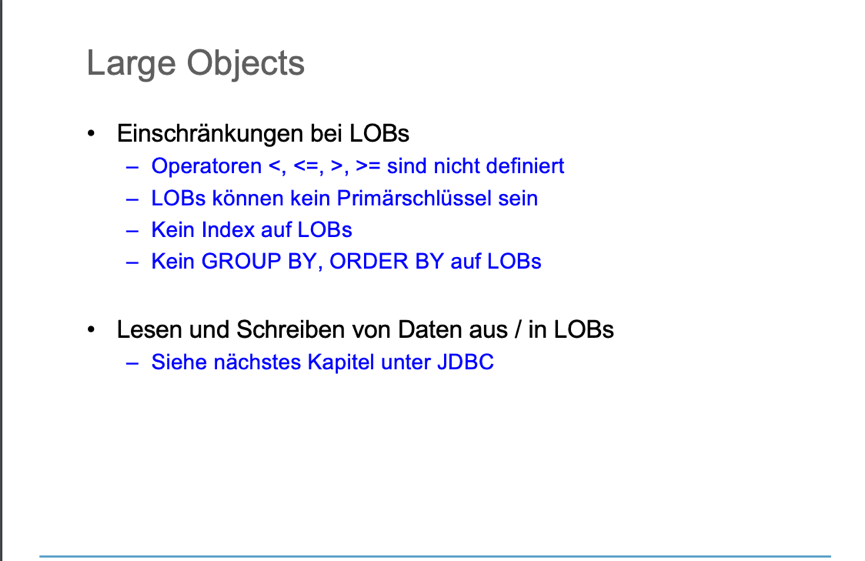 Large Objects
• Einschränkungen bei LOBs
– Operatoren <, <=, >, >= sind nicht definiert
– LOBs können kein Primärschlüssel sein
– Kein Index auf LOBs
– Kein GROUP BY, ORDER BY auf LOBs
• Lesen und Schreiben von Daten aus / in LOBs
– Siehe nächstes Kapitel unter JDBC